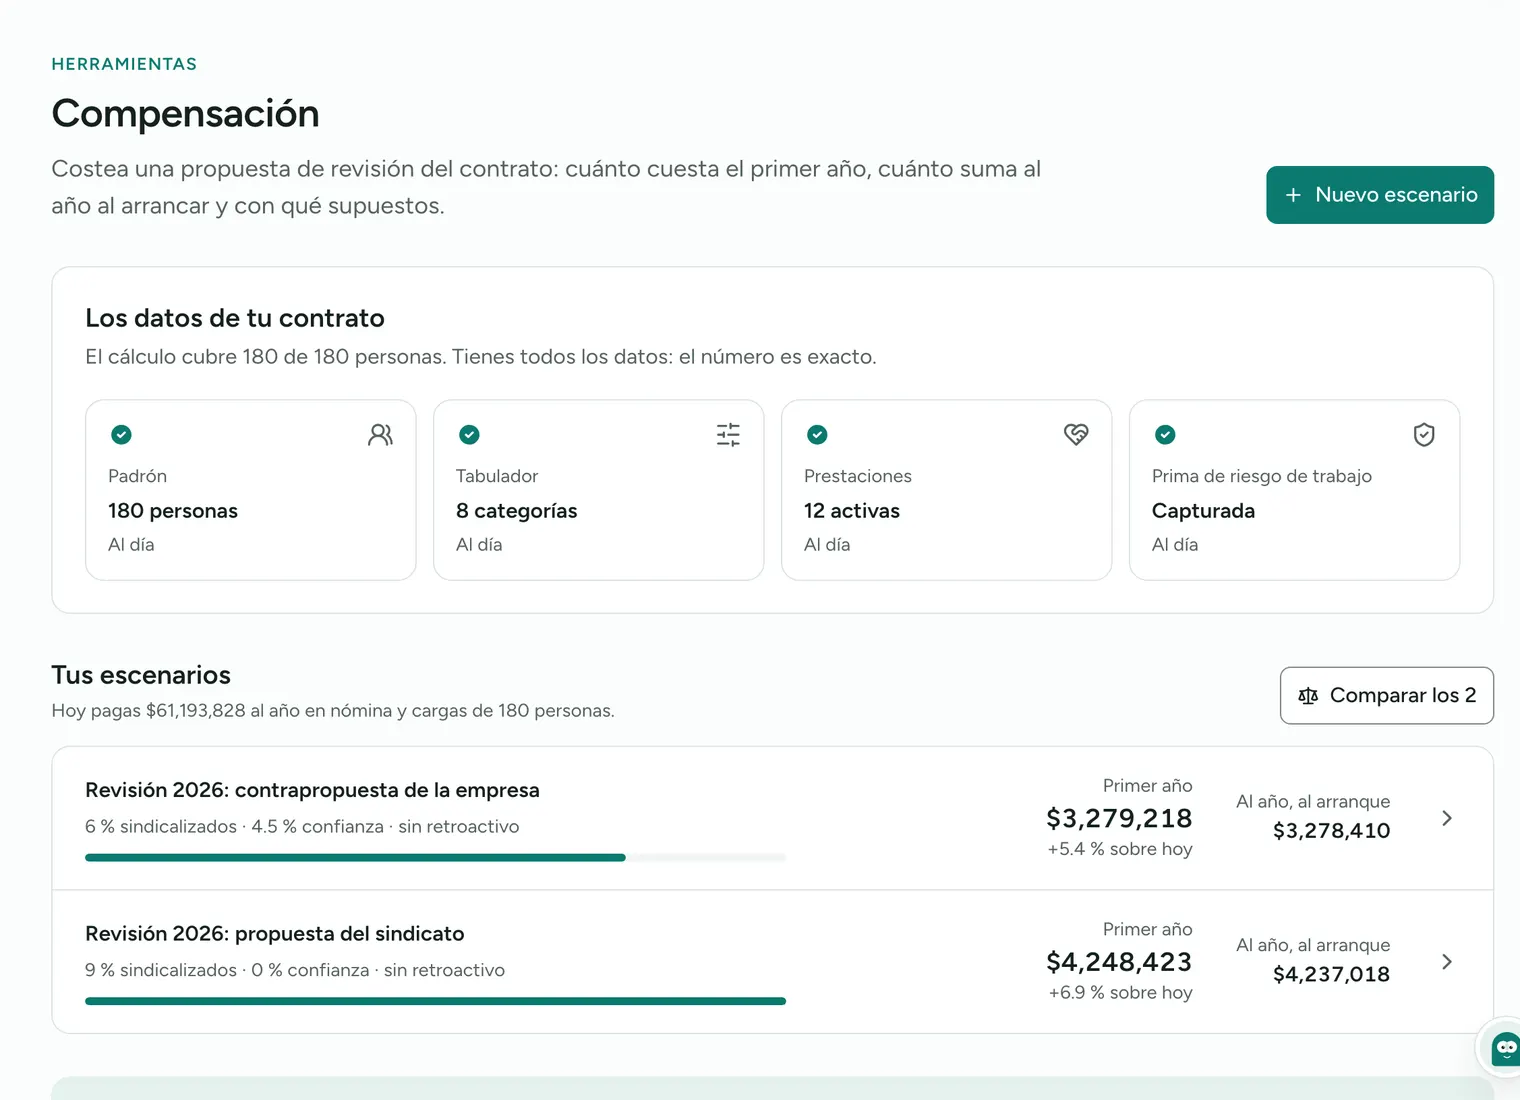 HERRAMIENTAS
Compensación
Costea una propuesta de revisión del contrato: cuánto cuesta el primer año, cuánto suma al
año al arrancar y con qué supuestos.
+ Nuevo escenario
Los datos de tu contrato
El cálculo cubre 180 de 180 personas. Tienes todos los datos: el número es exacto.
Padrón
180 personas
Al día
Tabulador
8 categorías
Al día
Prestaciones
12 activas
Al día
Prima de riesgo de trabajo
Capturada
Al día
Tus escenarios
Hoy pagas $61,193,828 al año en nómina y cargas de 180 personas.
Comparar los 2
Revisión 2026: contrapropuesta de la empresa
6 % sindicalizados · 4.5 % confianza · sin retroactivo
Primer año
$3,279,218
+5.4 % sobre hoy
Al año, al arranque
$3,278,410
Revisión 2026: propuesta del sindicato
9 % sindicalizados · 0 % confianza · sin retroactivo
Primer año
$4,248,423
+6.9 % sobre hoy
Al año, al arranque
$4,237,018